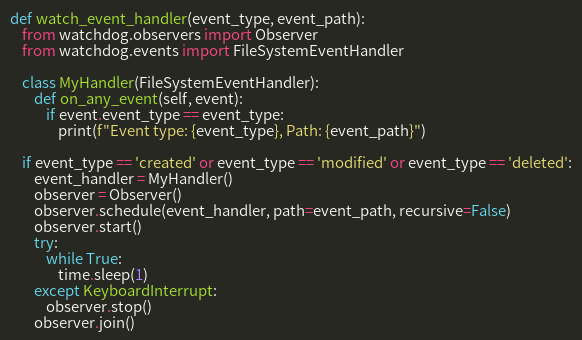 def watch_event_handler(event_type, event_path):
    from watchdog.observers import Observer
    from watchdog.events import FileSystemEventHandler

    class MyHandler(FileSystemEventHandler):
        def on_any_event(self, event):
            if event.event_type == event_type:
                print(f"Event type: {event_type}, Path: {event_path}")

    if event_type == 'created' or event_type == 'modified' or event_type == 'deleted':
        event_handler = MyHandler()
        observer = Observer()
        observer.schedule(event_handler, path=event_path, recursive=False)
        observer.start()
        try:
            while True:
                time.sleep(1)
        except KeyboardInterrupt:
            observer.stop()
        observer.join()